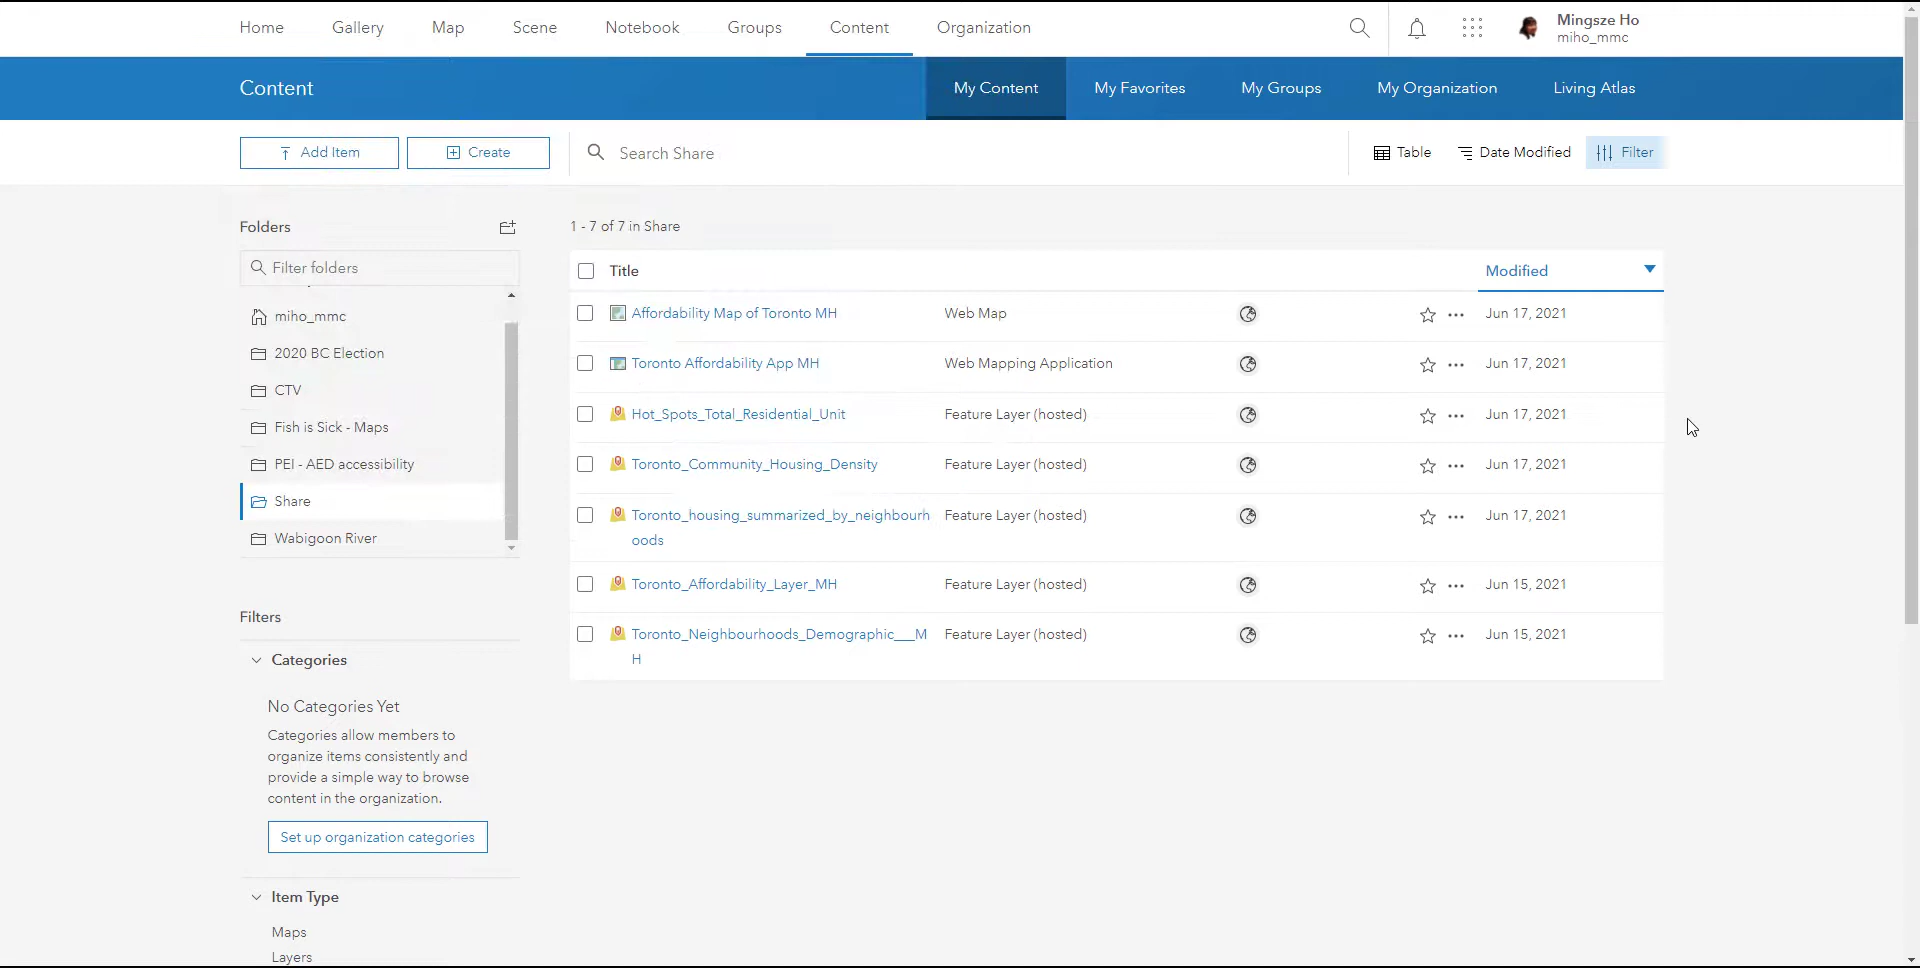 Home Gallery Map Scene Notebook Groups Content Organization
Mingsze Ho
miho_mmc
Content My Content My Favorites My Groups My Organization Living Atlas
Add Item Create Search Share Table Date Modified Filter
Folders
Filter folders
miho_mmc
2020 BC Election
CTV
Fish is Sick - Maps
PEI - AED accessibility
Share
Wabigoon River
Filters
Categories
No Categories Yet
Categories allow members to
organize items consistently and
provide a simple way to browse
content in the organization.
Set up organization categories
Item Type
Maps
Layers
1 - 7 of 7 in Share
Title Modified
Affordability Map of Toronto MH Web Map Jun 17, 2021
Toronto Affordability App MH Web Mapping Application Jun 17, 2021
Hot_Spots_Total_Residential_Unit Feature Layer (hosted) Jun 17, 2021
Toronto_Community_Housing_Density Feature Layer (hosted) Jun 17, 2021
Toronto_housing_summarized_by_neighbourh Feature Layer (hosted) Jun 17, 2021
oods
Toronto_Affordability_Layer_MH Feature Layer (hosted) Jun 15, 2021
Toronto_Neighbourhoods_Demographic___M Feature Layer (hosted) Jun 15, 2021
H